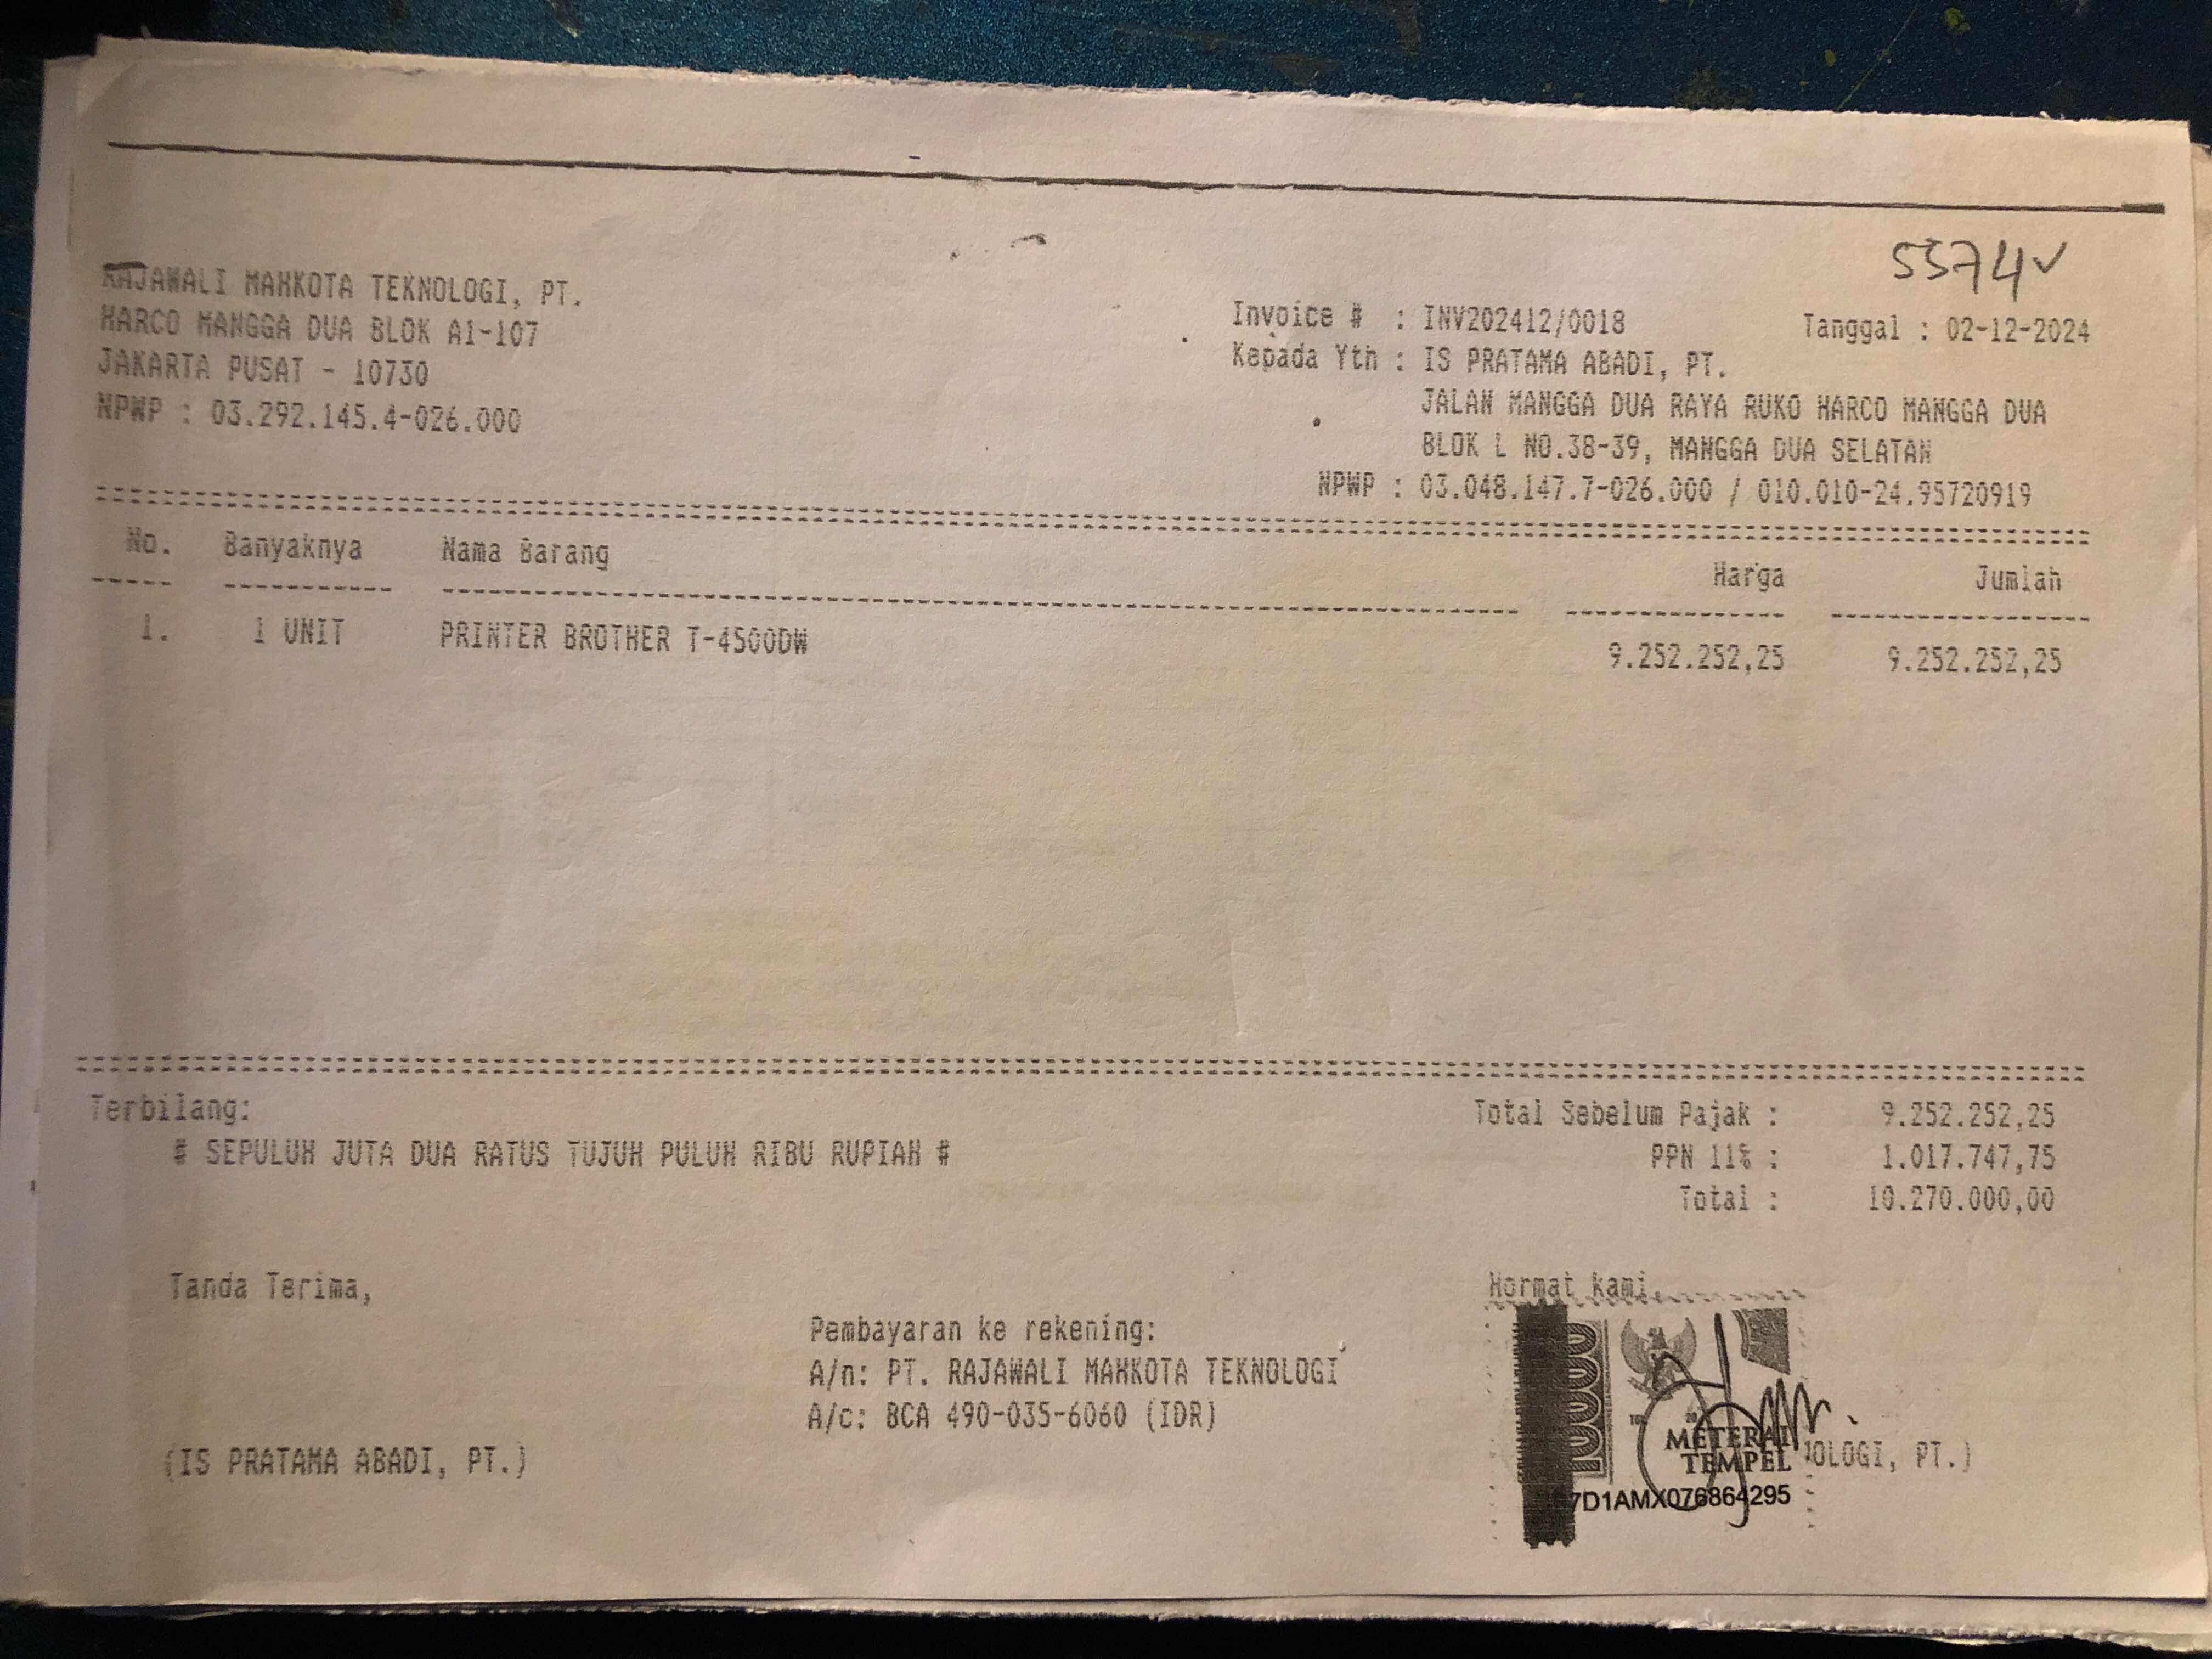 5574✓
RAJAWALI MAHKOTA TEKNOLOGI, PT.
HARCO MANGGA DUA BLOK A1-107
JAKARTA PUSAT - 10730
NPWP : 03.292.145.4-026.000
Invoice # : INV202412/0018 Tanggal : 02-12-2024
Kepada Yth : IS PRATAMA ABADI, PT.
JALAN MANGGA DUA RAYA RUKO HARCO MANGGA DUA
BLOK L NO.38-39, MANGGA DUA SELATAN
NPWP : 03.048.147.7-026.000 / 010.010-24.95720919
No. Banyaknya Nama Barang Harga Jumlah
1. 1 UNIT PRINTER BROTHER T-4500DW 9.252.252,25 9.252.252,25
Terbilang:
# SEPULUH JUTA DUA RATUS TUJUH PULUH RIBU RUPIAH #
Total Sebelum Pajak : 9.252.252,25
PPN 11% : 1.017.747,75
Total : 10.270.000,00
Tanda Terima,
(IS PRATAMA ABADI, PT.)
Pembayaran ke rekening:
A/n: PT. RAJAWALI MAHKOTA TEKNOLOGI
A/c: BCA 490-035-6060 (IDR)
Hormat kami,
METERAI
TEMPEL
OLOGI, PT.)
7D1AMX076864295